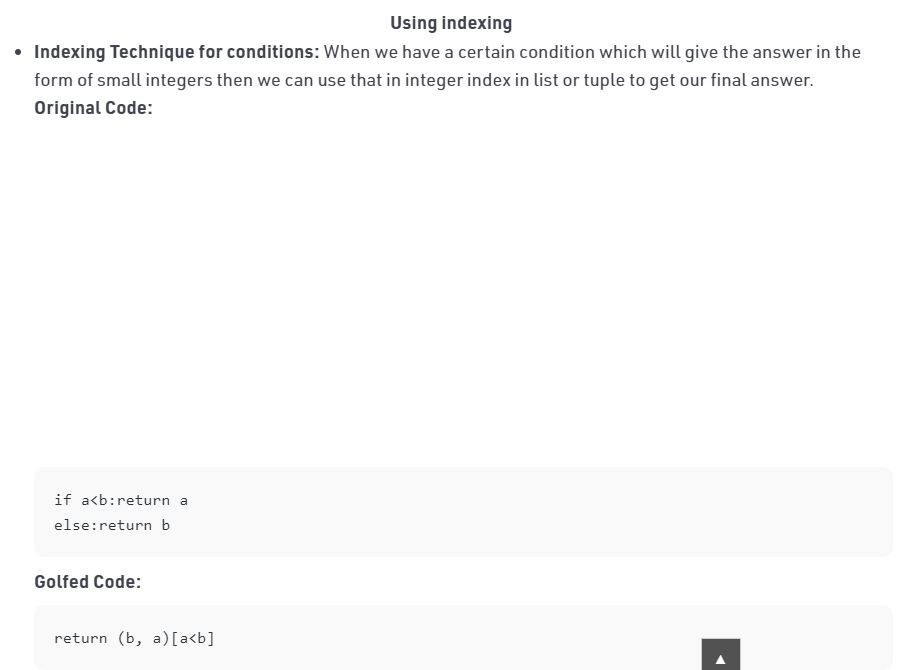 Using indexing
• Indexing Technique for conditions: When we have a certain condition which will give the answer in the
form of small integers then we can use that in integer index in list or tuple to get our final answer.
Original Code:
if a<b:return a
else:return b
Golfed Code:
return (b, a)[a<b]